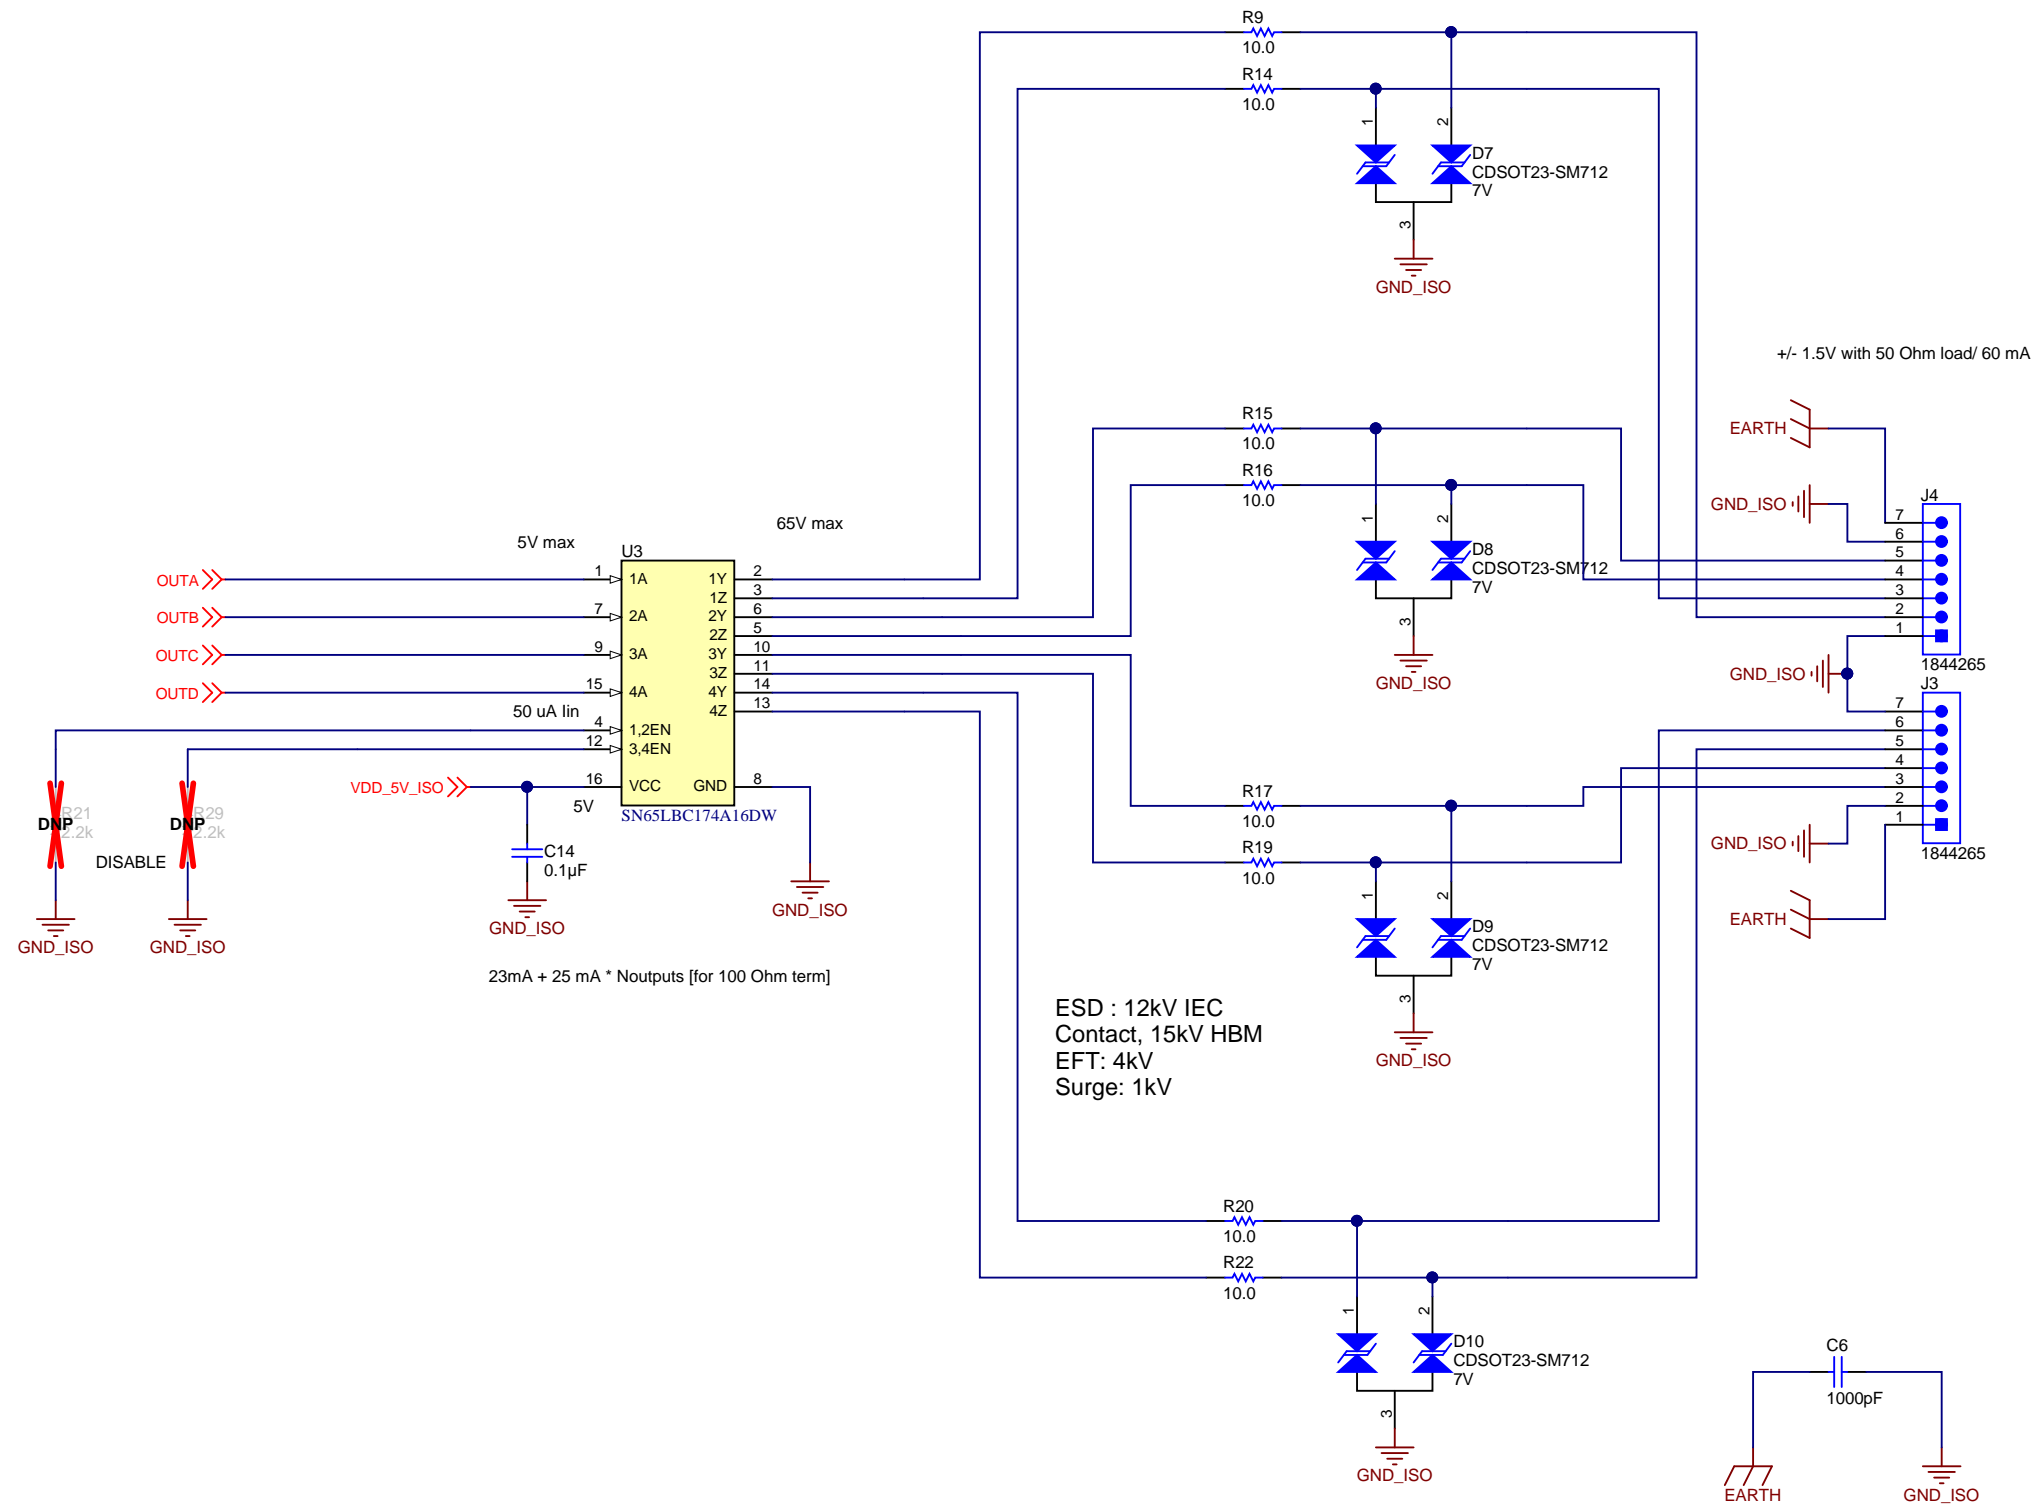 R9
10.0
R14
10.0
1
2
D7
CDSOT23-SM712
7V
3
GND_ISO
+/- 1.5V with 50 Ohm load/ 60 mA
R15
10.0
R16
10.0
1
2
D8
CDSOT23-SM712
7V
3
GND_ISO
EARTH
GND_ISO
J4
7
6
5
4
3
2
1
1844265
GND_ISO
J3
7
6
5
4
3
2
1
1844265
GND_ISO
EARTH
65V max
5V max
U3
OUTA
OUTB
OUTC
OUTD
1
7
9
15
50 uA Iin
4
12
16
1A
2A
3A
4A
1,2EN
3,4EN
VCC
1Y
1Z
2Y
2Z
3Y
3Z
4Y
4Z
GND
2
3
6
5
10
11
14
13
8
VDD_5V_ISO
5V
SN65LBC174A16DW
R21
DNP
2.2k
R29
DNP
2.2k
DISABLE
GND_ISO
GND_ISO
C14
0.1µF
GND_ISO
GND_ISO
23mA + 25 mA * Noutputs [for 100 Ohm term]
R17
10.0
R19
10.0
1
2
D9
CDSOT23-SM712
7V
3
GND_ISO
ESD : 12kV IEC
Contact, 15kV HBM
EFT: 4kV
Surge: 1kV
R20
10.0
R22
10.0
1
2
D10
CDSOT23-SM712
7V
3
GND_ISO
C6
1000pF
EARTH
GND_ISO